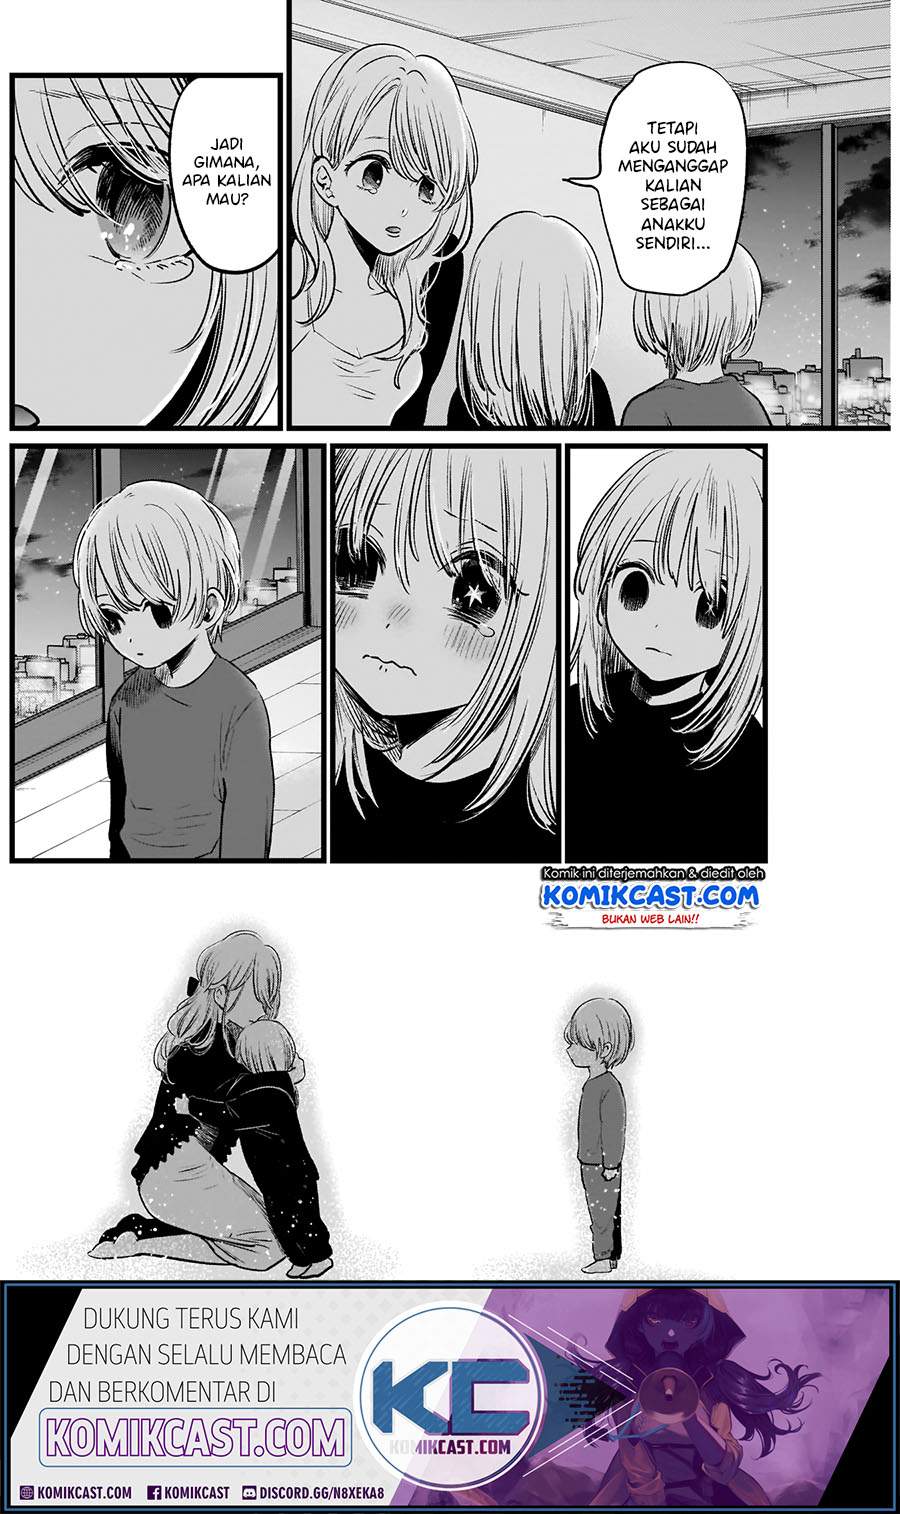 TETAPI
AKU SUDAH
MENGANGGAP
KALIAN
SEBAGAI
ANAKKU
SENDIRI...
JADI
GIMANA,
APA KALIAN
MAU?
Komik ini diterjemahkan & diedit oleh
KOMIKCAST.COM
BUKAN WEB LAIN!!
DUKUNG TERUS KAMI
DENGAN SELALU MEMBACA
DAN BERKOMENTAR DI
KOMIKCAST.COM
KC
KOMIKCAST.COM
KOMIKCAST.COM KOMIKCAST DISCORD.GG/N8XEKA8